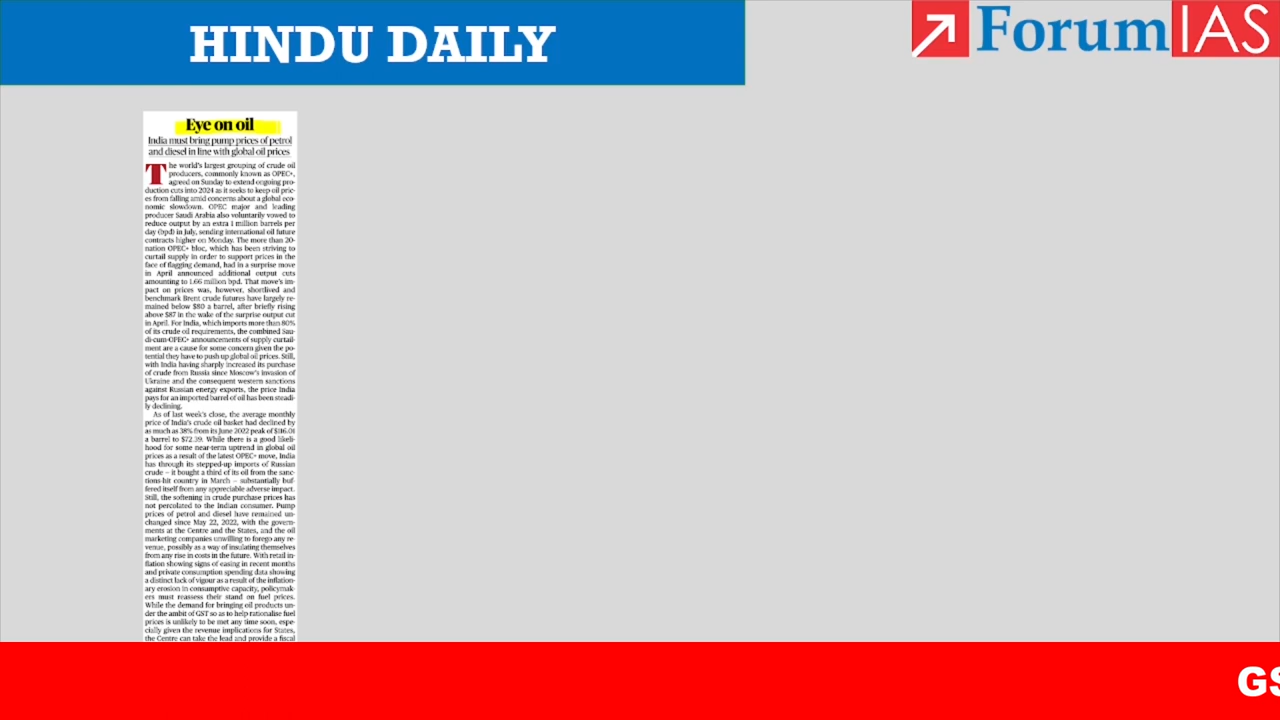 HINDU DAILY
ForumIAS
Eye on oil
India must bring pump prices of petrol
and diesel in line with global oil prices
The world's largest grouping of crude oil
producers, commonly known as OPEC+,
agreed on Sunday to extend ongoing pro-
duction cuts into 2024 as it seeks to keep oil pric-
es from falling amid concerns about a global eco-
nomic slowdown. OPEC major and leading
producer Saudi Arabia also voluntarily vowed to
reduce output by an extra 1 million barrels per
day (bpd) in July, sending international oil future
contracts higher on Monday. The more than 20-
nation OPEC+ bloc, which has been striving to
curtail supply in order to support prices in the
face of flagging demand, had in a surprise move
in April announced additional output cuts
amounting to 1.66 million bpd. That move's im-
pact on prices was, however, shortlived and
benchmark Brent crude futures have largely re-
mained below $80 a barrel, after briefly rising
above $87 in the wake of the surprise output cut
in April. For India, which imports more than 80%
of its crude oil requirements, the combined Sau-
di-cum-OPEC+ announcements of supply curtail-
ment are a cause for some concern given the po-
tential they have to push up global oil prices. Still,
with India having sharply increased its purchase
of crude from Russia since Moscow's invasion of
Ukraine and the consequent western sanctions
against Russian energy exports, the price India
pays for an imported barrel of oil has been steadi-
ly declining.
As of last week's close, the average monthly
price of India's crude oil basket had declined by
as much as 38% from its June 2022 peak of $116.01
a barrel to $72.39. While there is a good likeli-
hood for some near-term uptrend in global oil
prices as a result of the latest OPEC+ move, India
has through its stepped-up imports of Russian
crude – it bought a third of its oil from the sanc-
tions-hit country in March – substantially buf-
fered itself from any appreciable adverse impact.
Still, the softening in crude purchase prices has
not percolated to the Indian consumer. Pump
prices of petrol and diesel have remained un-
changed since May 22, 2022, with the govern-
ments at the Centre and the States, and the oil
marketing companies unwilling to forego any re-
venue, possibly as a way of insulating themselves
from any rise in costs in the future. With retail in-
flation showing signs of easing in recent months
and private consumption spending data showing
a distinct lack of vigour as a result of the inflation-
ary erosion in consumptive capacity, policymak-
ers must reassess their stand on fuel prices.
While the demand for bringing oil products un-
der the ambit of GST so as to help rationalise fuel
prices is unlikely to be met any time soon, espe-
cially given the revenue implications for States,
the Centre can take the lead and provide a fiscal
GS